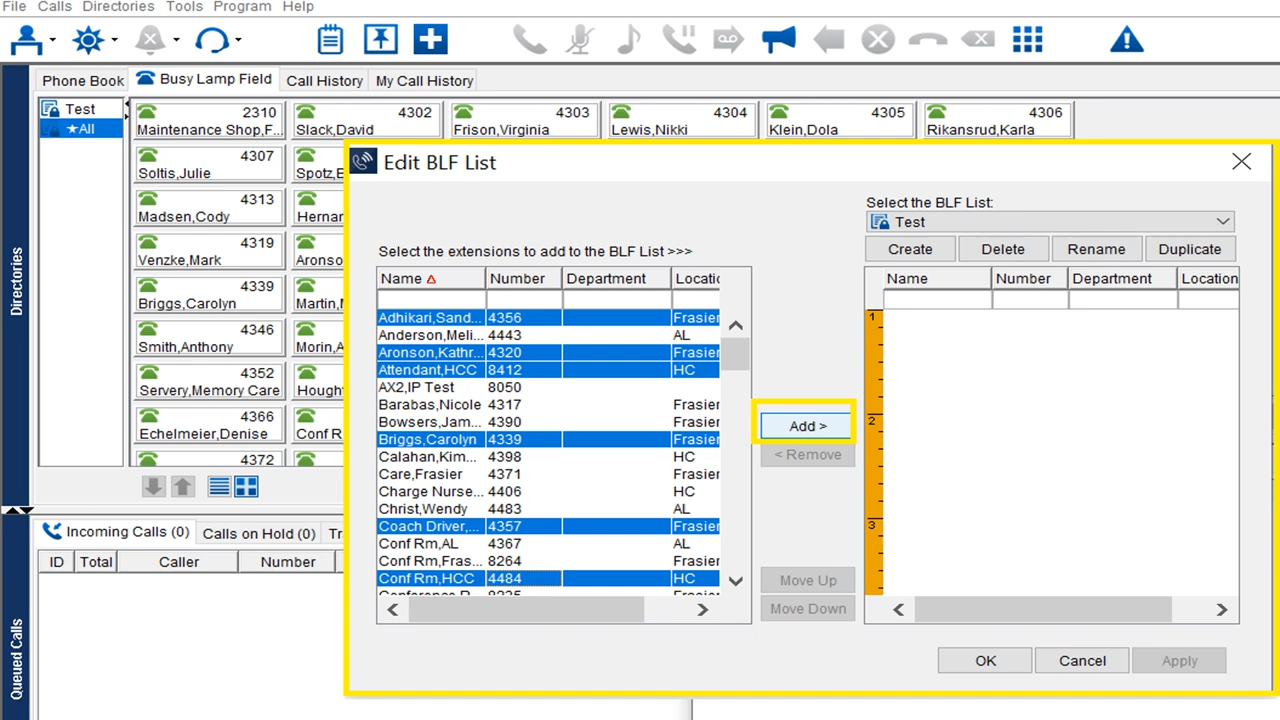 File Calls Directories Tools Program Help
Phone Book Busy Lamp Field Call History My Call History
Test
★All
2310 4302 4303 4304 4305 4306
Maintenance Shop,F... Slack,David Frison,Virginia Lewis,Nikki Klein,Dola Rikansrud,Karla
4307
Soltis,Julie
4313
Madsen,Cody
4319
Venzke,Mark
4339
Briggs,Carolyn
4346
Smith,Anthony
4352
Servery,Memory Care
4366
Echelmeier,Denise Conf R
4372
Directories
Edit BLF List
Select the BLF List:
Test
Create Delete Rename Duplicate
Select the extensions to add to the BLF List >>>
Name Number Department Locatic
Adhikari,Sand... 4356 Frasier
Anderson,Meli... 4443 AL
Aronson,Kathr... 4320 Frasier
Attendant,HCC 8412 HC
AX2,IP Test 8050
Barabas,Nicole 4317 Frasier
Bowsers,Jam... 4390 Frasier
Briggs,Carolyn 4339 Frasier
Calahan,Kim... 4398 HC
Care,Frasier 4371 Frasier
Charge Nurse... 4406 HC
Christ,Wendy 4483 AL
Coach Driver,... 4357 Frasier
Conf Rm,AL 4367 AL
Conf Rm,Fras... 8264 Frasier
Conf Rm,HCC 4484 HC
Add >
< Remove
Move Up
Move Down
Name Number Department Location
1
2
3
OK Cancel Apply
Incoming Calls (0) Calls on Hold (0) Tr
ID Total Caller Number
Queued Calls